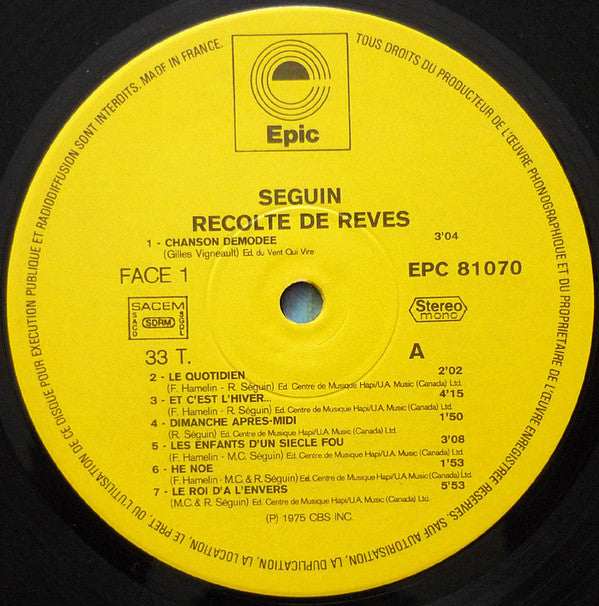 TOUS DROITS DU PRODUCTEUR DE L'ŒUVRE PHONOGRAPHIQUE ET DU PROPRIETAIRE DE L'ŒUVRE ENREGISTREE RESERVES. SAUF AUTORISATION, LA DUPLICATION, LA LOCATION, LE PRET, OU L'UTILISATION DE CE DISQUE POUR EXECUTION PUBLIQUE ET RADIODIFFUSION SONT INTERDITS. MADE IN FRANCE.
Epic
SEGUIN
RECOLTE DE REVES
1 - CHANSON DEMODEE 3'04
(Gilles Vigneault) Ed. du Vent Qui Vire
FACE 1 EPC 81070
SACEM
SACD SDRM SGDL
Stereo
mono
33 T. A
2 - LE QUOTIDIEN 2'02
(F. Hamelin - R. Séguin) Ed. Centre de Musique Hapi/U.A. Music (Canada) Ltd.
3 - ET C'EST L'HIVER... 4'15
(F. Hamelin - R. Séguin) Ed. Centre de Musique Hapi/U.A. Music (Canada) Ltd.
4 - DIMANCHE APRES-MIDI 1'50
(R. Séguin) Ed. Centre de Musique Hapi/U.A. Music (Canada) Ltd.
5 - LES ENFANTS D'UN SIECLE FOU 3'08
(F. Hamelin - M.C. Séguin) Ed. Centre de Musique Hapi/U.A. Music (Canada) Ltd.
6 - HE NOE 1'53
(F. Hamelin - M.C. Séguin) Ed. Centre de Musique Hapi/U.A. Music (Canada) Ltd.
7 - LE ROI D'A L'ENVERS 5'53
(M.C. & R. Séguin) Ed. Centre de Musique Hapi/U.A. Music (Canada) Ltd.
(P) 1975 CBS INC.